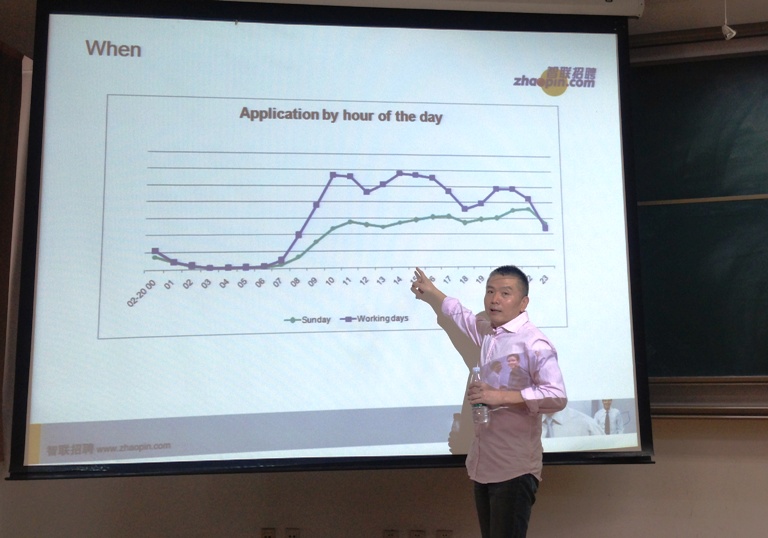 When
智联招聘
zhaopin.com
Application by hour of the day
02-20 00 01 02 03 04 05 06 07 08 09 10 11 12 13 14 16 17 18 19 22 23
Sunday Working days
智联招聘 www.zhaopin.com